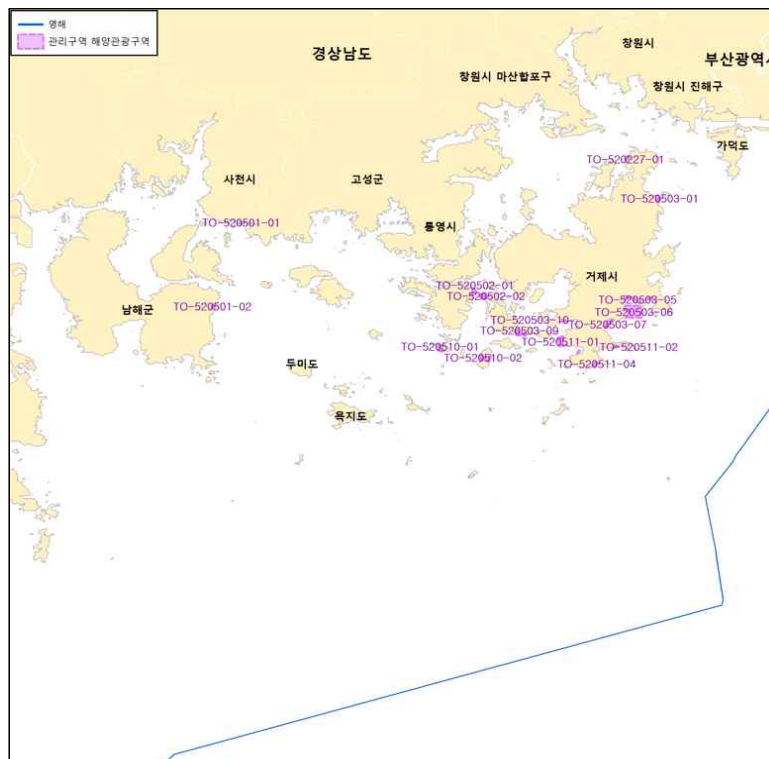 영해
관리구역 해양관광구역
경상남도
창원시
부산광역시
창원시 마산합포구
창원시 진해구
가덕도
TO-520227-01
사천시
고성군
TO-520503-01
TO-520501-01
통영시
거제시
TO-520502-01
TO-520502-02
TO-520503-05
TO-520501-02
남해군
TO-520503-06
TO-520503-10
TO-520503-07
TO-520503-09
TO-520511-01
TO-520510-01
TO-520511-02
TO-520510-02
두미도
TO-520511-04
욕지도